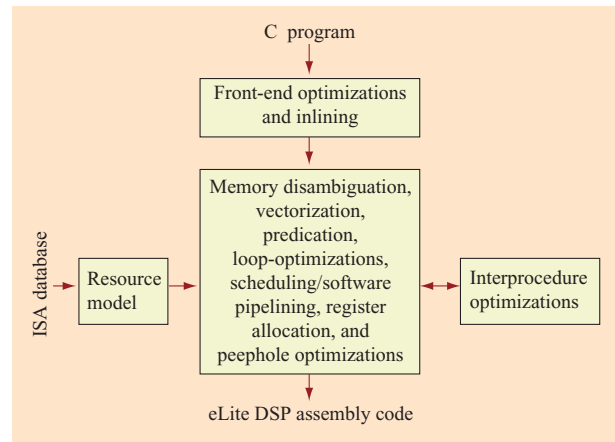 C program
Front-end optimizations
and inlining
Memory disambiguation,
vectorization,
predication,
loop-optimizations,
scheduling/software
pipelining, register
allocation, and
peephole optimizations
ISA database
Resource
model
Interprocedure
optimizations
eLite DSP assembly code